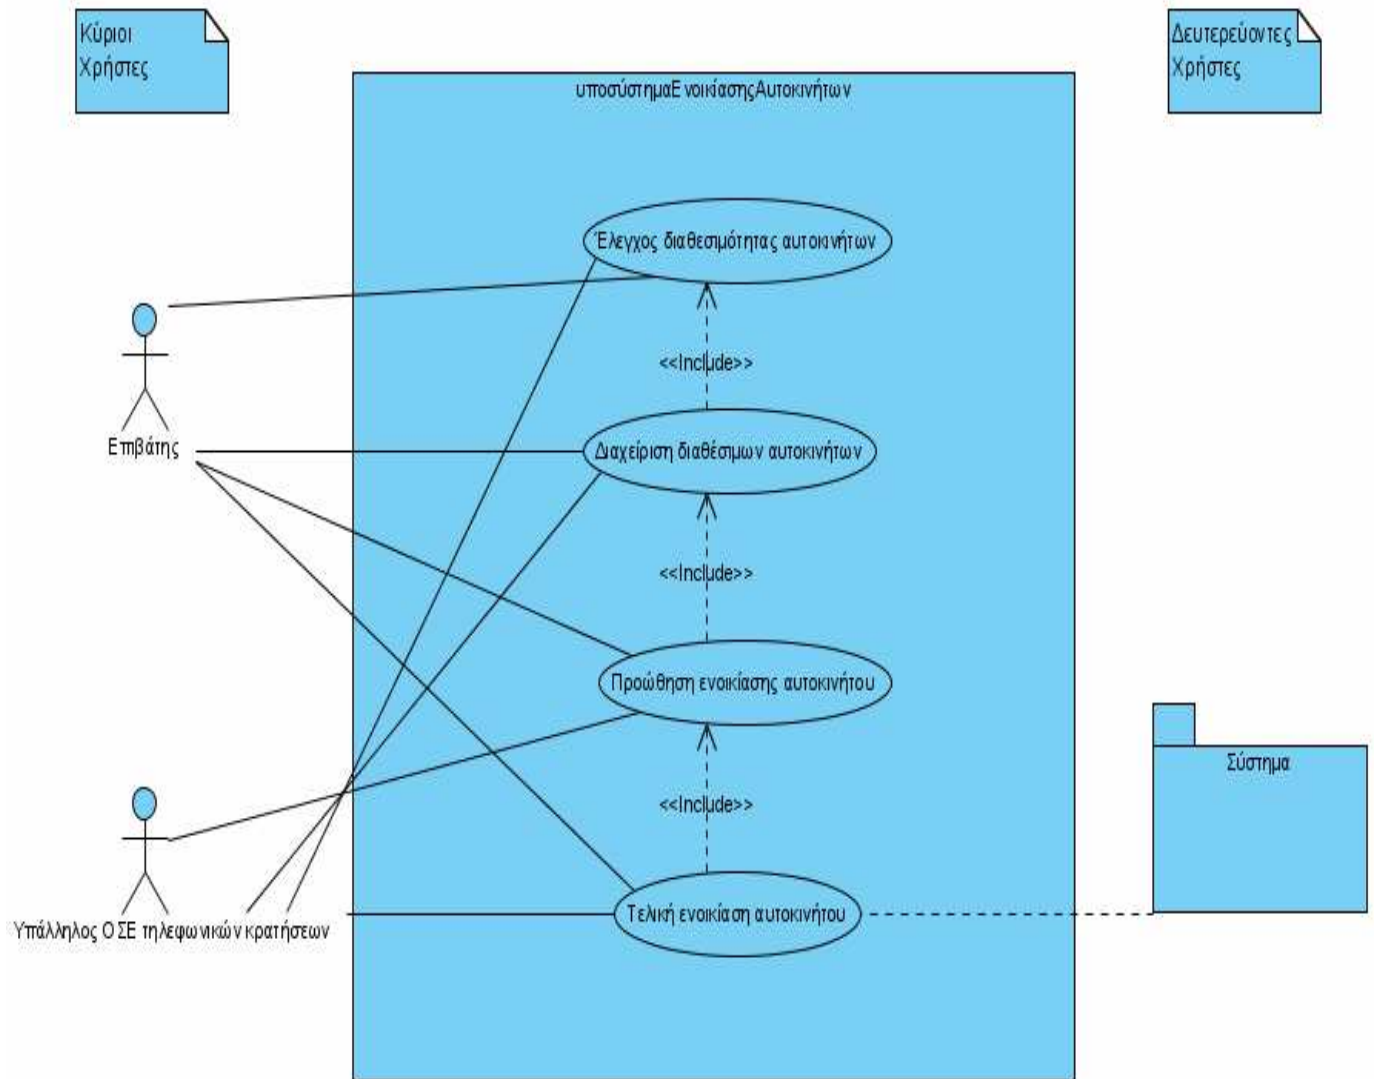 Κύριοι
Χρήστες
Δευτερεύοντες
Χρήστες
υποσύστημαΕνοικίασηςΑυτοκινήτων
Έλεγχος διαθεσιμότητας αυτοκινήτων
<<Include>>
Επιβάτης
Διαχείριση διαθέσιμων αυτοκινήτων
<<Include>>
Προώθηση ενοικίασης αυτοκινήτου
Σύστημα
<<Include>>
Τελική ενοικίαση αυτοκινήτου
Υπάλληλος ΟΣΕ τηλεφωνικών κρατήσεων